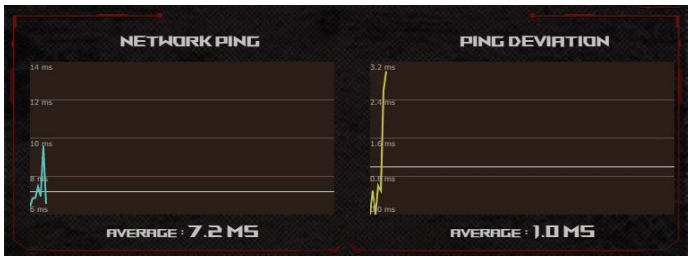 NETWORK PING
PING DEVIATION
14 ms
12 ms
10 ms
8 ms
6 ms
3.2 ms
2.4 ms
1.6 ms
0.8 ms
0.0 ms
AVERAGE : 7.2 MS
AVERAGE : 1.0 MS